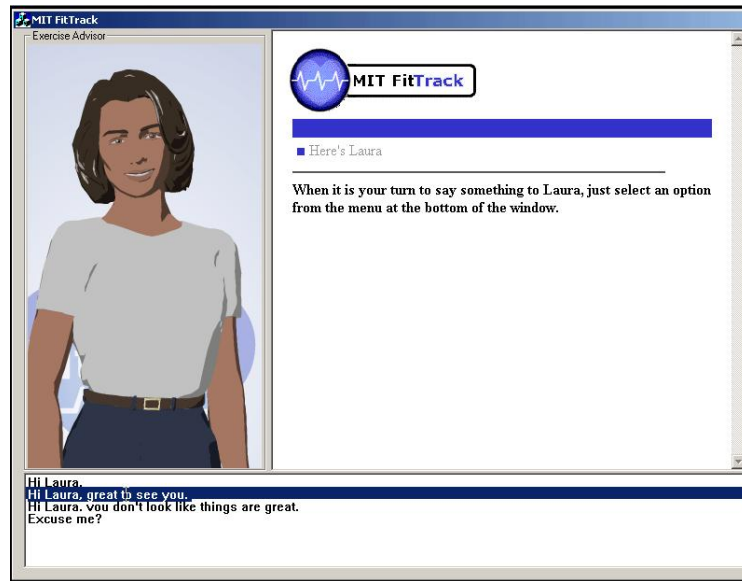 MIT FitTrack
Exercise Advisor
MIT FitTrack
Here's Laura
When it is your turn to say something to Laura, just select an option
from the menu at the bottom of the window.
Hi Laura.
Hi Laura, great to see you.
Hi Laura. you don't look like things are great.
Excuse me?